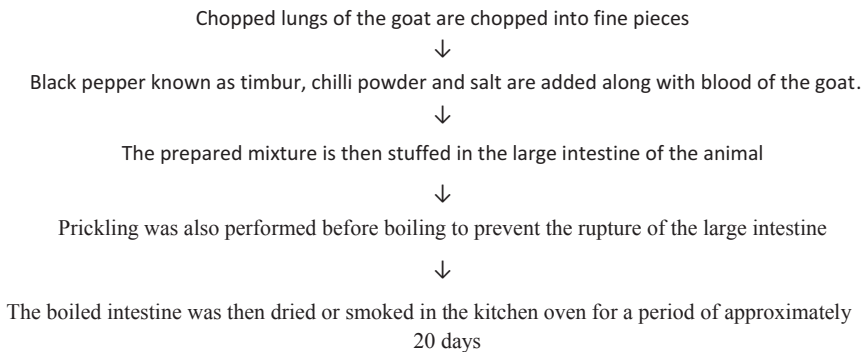 Chopped lungs of the goat are chopped into fine pieces
↓
Black pepper known as timbur, chilli powder and salt are added along with blood of the goat.
↓
The prepared mixture is then stuffed in the large intestine of the animal
↓
Prickling was also performed before boiling to prevent the rupture of the large intestine
↓
The boiled intestine was then dried or smoked in the kitchen oven for a period of approximately
20 days